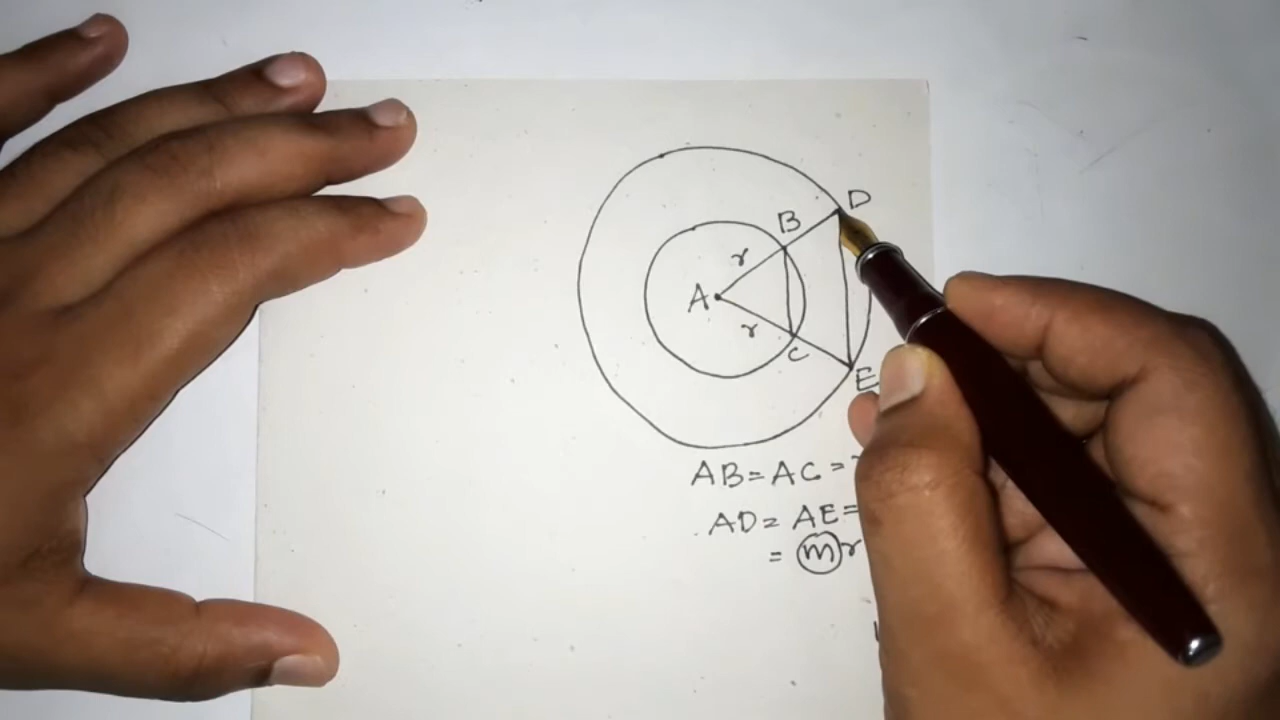 D
B
r
A
r
C
E
AB = AC =
AD = AE =
= m r